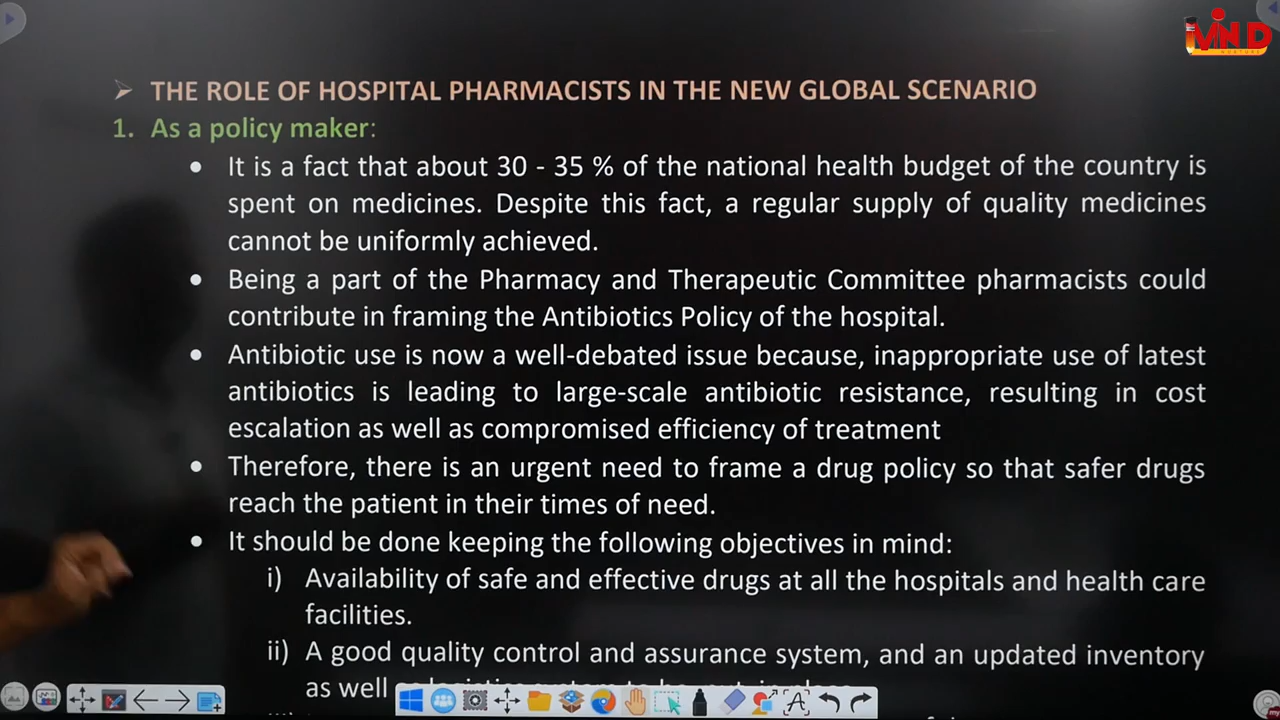 MIND
➢ THE ROLE OF HOSPITAL PHARMACISTS IN THE NEW GLOBAL SCENARIO
1. As a policy maker:
• It is a fact that about 30 - 35 % of the national health budget of the country is
spent on medicines. Despite this fact, a regular supply of quality medicines
cannot be uniformly achieved.
• Being a part of the Pharmacy and Therapeutic Committee pharmacists could
contribute in framing the Antibiotics Policy of the hospital.
• Antibiotic use is now a well-debated issue because, inappropriate use of latest
antibiotics is leading to large-scale antibiotic resistance, resulting in cost
escalation as well as compromised efficiency of treatment
• Therefore, there is an urgent need to frame a drug policy so that safer drugs
reach the patient in their times of need.
• It should be done keeping the following objectives in mind:
i) Availability of safe and effective drugs at all the hospitals and health care
facilities.
ii) A good quality control and assurance system, and an updated inventory
as well